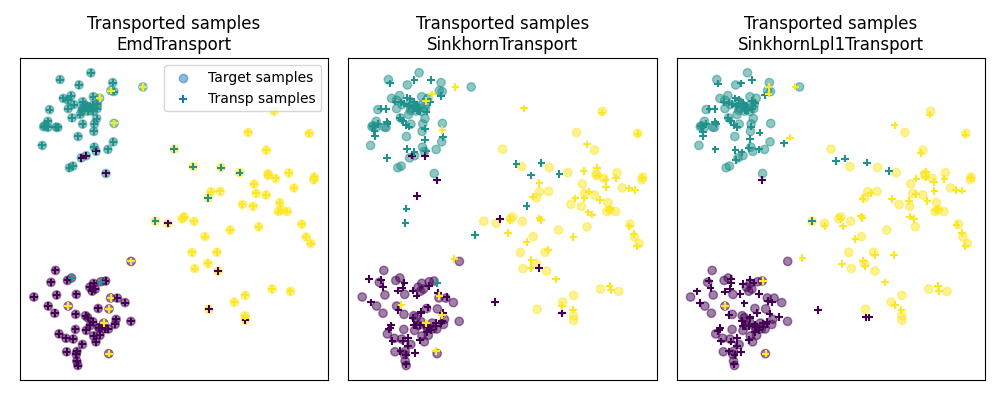 Transported samples
EmdTransport
Transported samples
SinkhornTransport
Transported samples
SinkhornLpl1Transport
Target samples
Transp samples